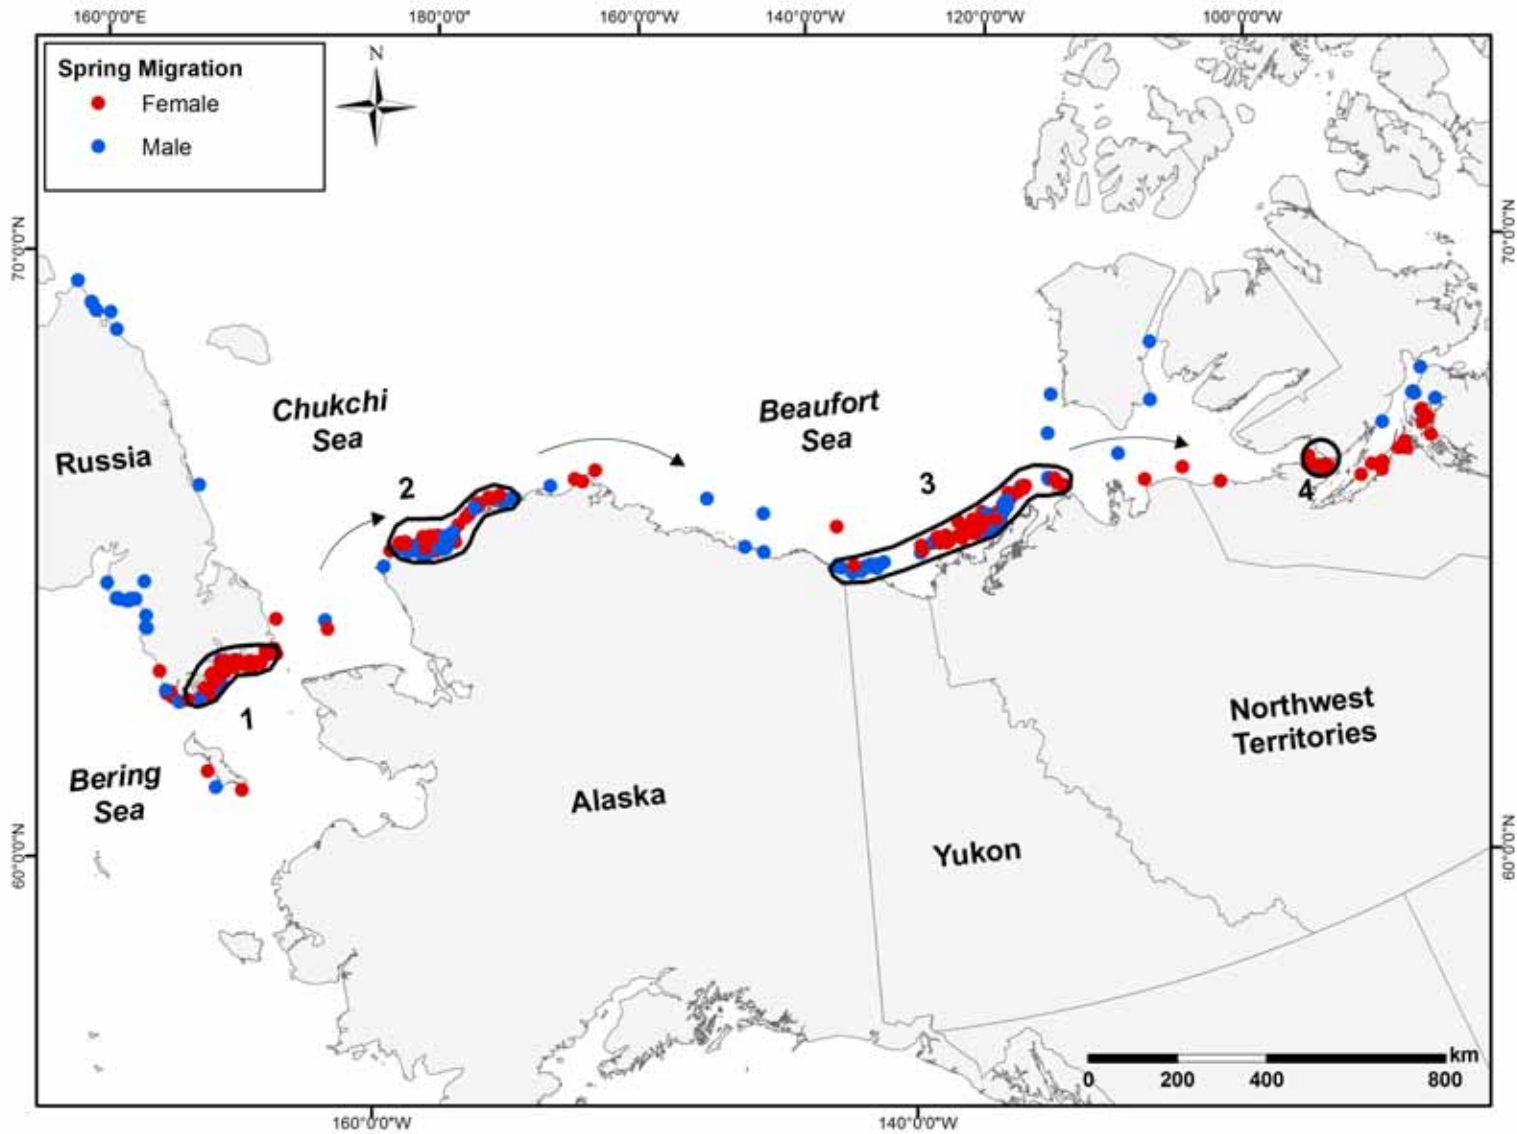 160°0'0"E
180°0'0"
160°0'0"W
140°0'0"W
120°0'0"W
100°0'0"W
Spring Migration
Female
Male
N
70°0'0"N
70°0'0"N
Chukchi
Sea
Beaufort
Sea
Russia
2
3
4
1
Northwest
Territories
Bering
Sea
Alaska
Yukon
60°0'0"N
60°0'0"N
km
0
200
400
800
160°0'0"W
140°0'0"W